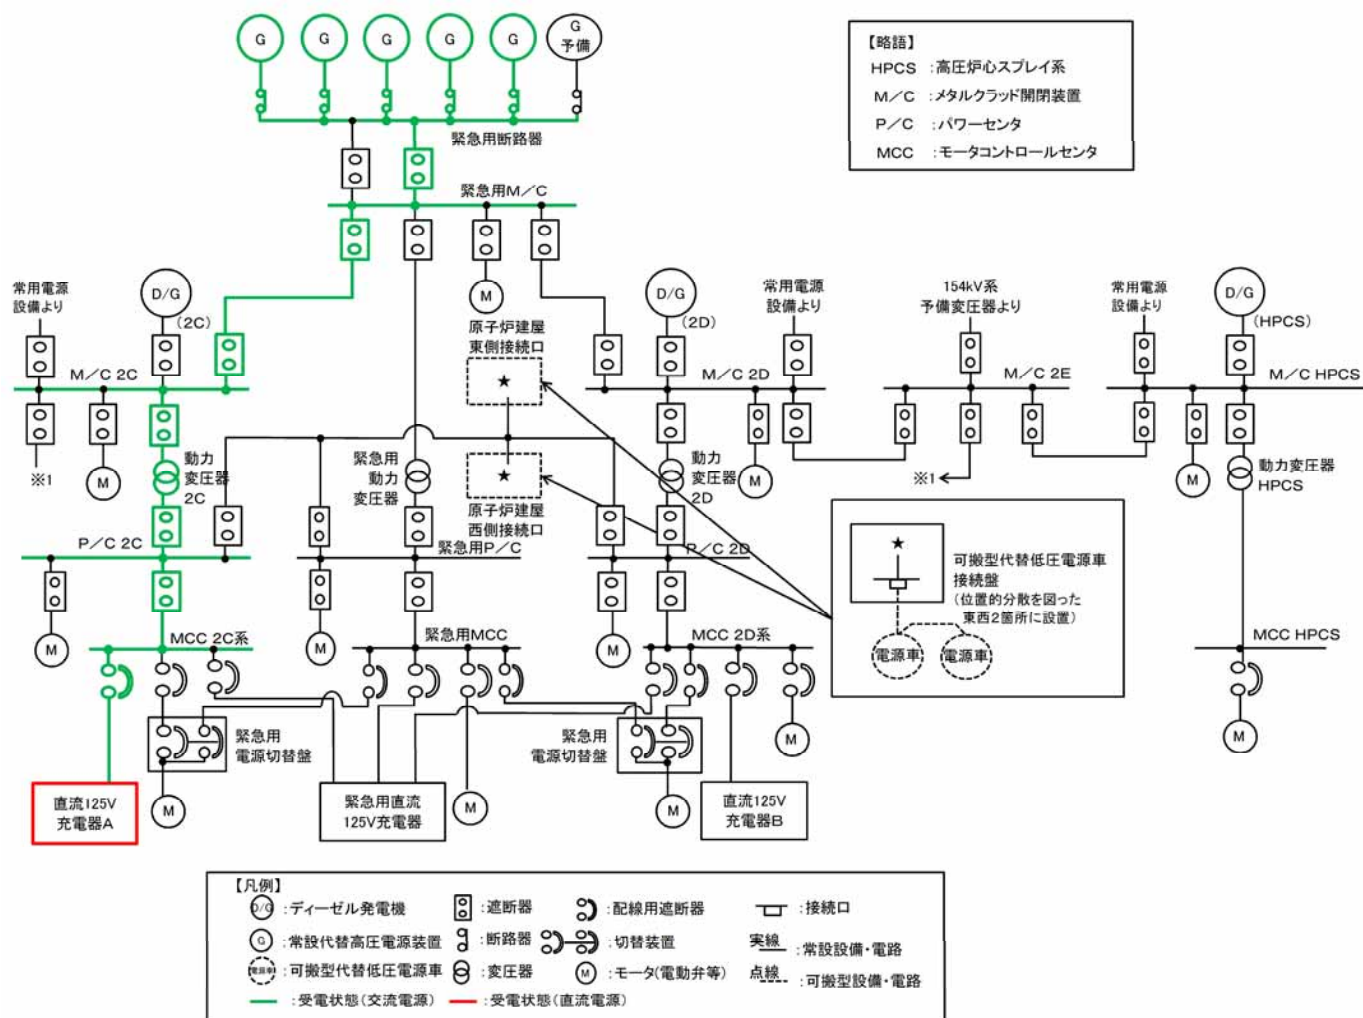 G
G
G
G
G
G
予備
【略語】
HPCS :高圧炉心スプレイ系
M／C :メタルクラッド開閉装置
P／C :パワーセンタ
MCC :モータコントロールセンタ
緊急用断路器
緊急用M／C
常用電源
設備より
D/G
(2C)
M
原子炉建屋
東側接続口
★
D/G
(2D)
常用電源
設備より
154kV系
予備変圧器より
常用電源
設備より
D/G
(HPCS)
M／C 2C
M／C 2D
M／C 2E
M／C HPCS
※1
M
動力
変圧器
2C
緊急用
動力
変圧器
★
原子炉建屋
西側接続口
動力
変圧器
2D
M
※1
M
動力変圧器
HPCS
P／C 2C
緊急用P／C
P／C 2D
★
可搬型代替低圧電源車
接続盤
(位置的分散を図った
東西2箇所に設置)
電源車
電源車
M
M
M
MCC 2C系
緊急用MCC
MCC 2D系
MCC HPCS
緊急用
電源切替盤
緊急用
電源切替盤
M
M
直流125V
充電器A
M
緊急用直流
125V充電器
M
M
直流125V
充電器B
【凡例】
D/G :ディーゼル発電機
:遮断器
:配線用遮断器
:接続口
G :常設代替高圧電源装置
:断路器
:切替装置
実線 :常設設備・電路
電源車 :可搬型代替低圧電源車
:変圧器
M :モータ(電動弁等)
点線 :可搬型設備・電路
:受電状態(交流電源)
:受電状態(直流電源)